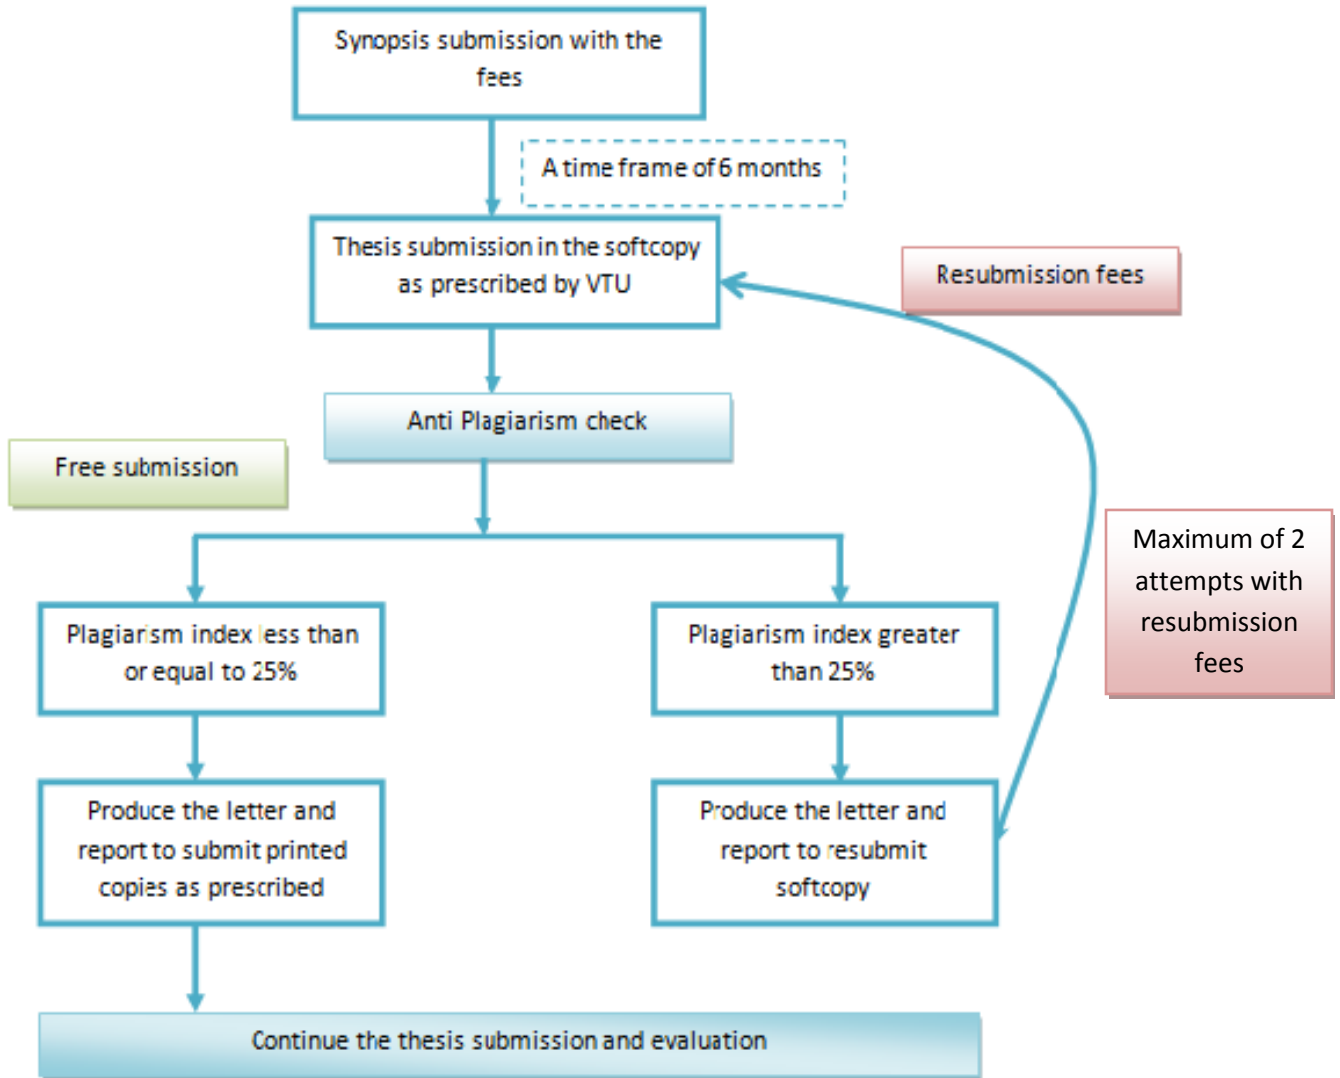 Synopsis submission with the
fees
A time frame of 6 months
Thesis submission in the softcopy
as prescribed by VTU
Resubmission fees
Anti Plagiarism check
Free submission
Maximum of 2
attempts with
resubmission
fees
Plagiarism index less than
or equal to 25%
Plagiarism index greater
than 25%
Produce the letter and
report to submit printed
copies as prescribed
Produce the letter and
report to resubmit
softcopy
Continue the thesis submission and evaluation